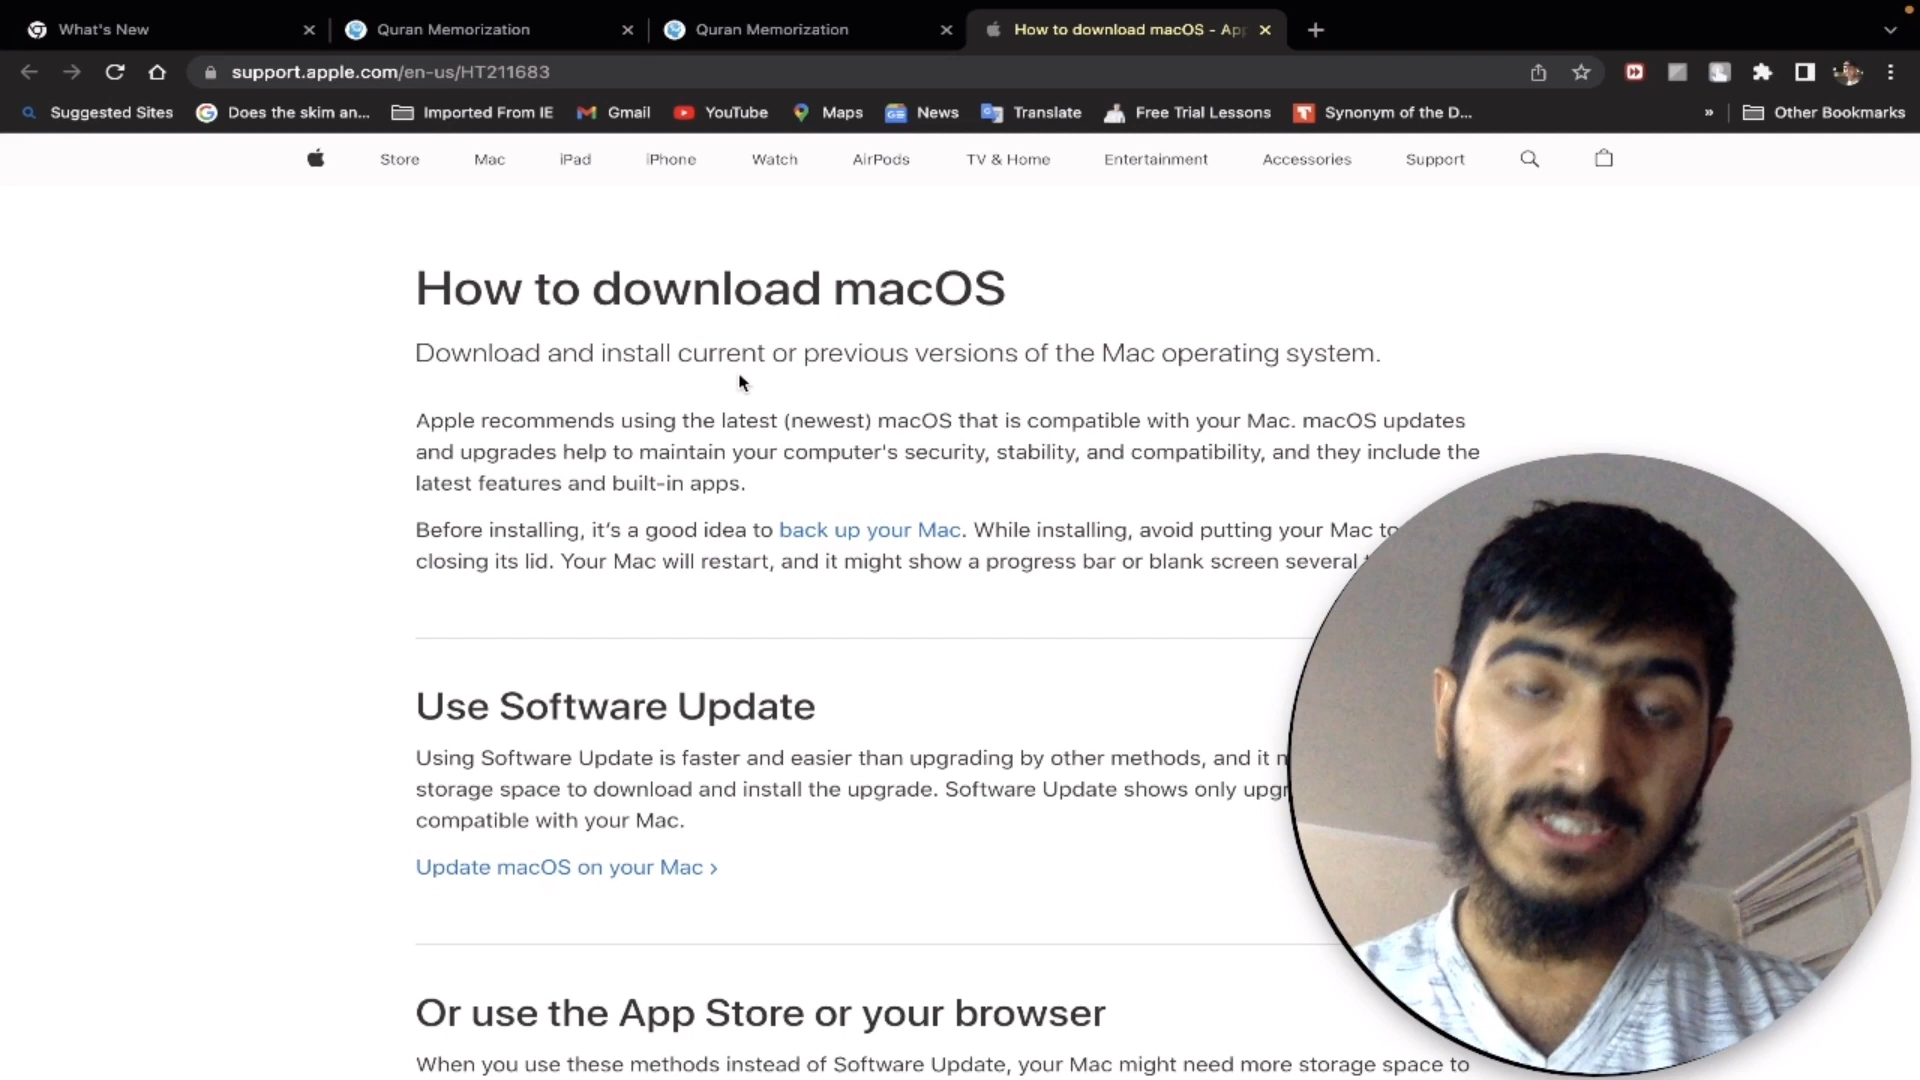 What's New
Quran Memorization
Quran Memorization
How to download macOS - App
support.apple.com/en-us/HT211683
Suggested Sites
Does the skim an...
Imported From IE
Gmail
YouTube
Maps
News
Translate
Free Trial Lessons
Synonym of the D...
»
Other Bookmarks
Store
Mac
iPad
iPhone
Watch
AirPods
TV & Home
Entertainment
Accessories
Support
How to download macOS
Download and install current or previous versions of the Mac operating system.
Apple recommends using the latest (newest) macOS that is compatible with your Mac. macOS updates
and upgrades help to maintain your computer's security, stability, and compatibility, and they include the
latest features and built-in apps.
Before installing, it’s a good idea to back up your Mac. While installing, avoid putting your Mac to
closing its lid. Your Mac will restart, and it might show a progress bar or blank screen several
Use Software Update
Using Software Update is faster and easier than upgrading by other methods, and it
storage space to download and install the upgrade. Software Update shows only upgr
compatible with your Mac.
Update macOS on your Mac ›
Or use the App Store or your browser
When you use these methods instead of Software Update, your Mac might need more storage space to